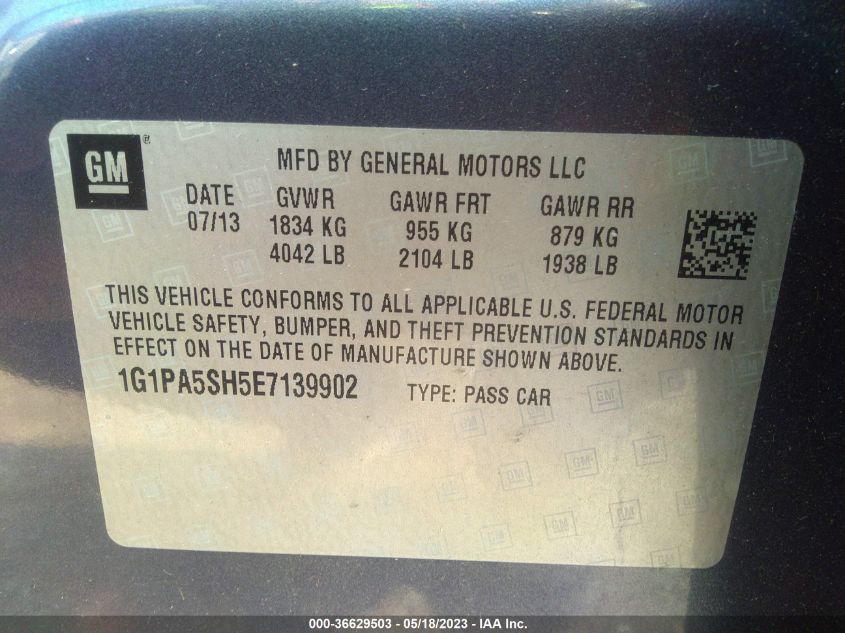 GM ®
MFD BY GENERAL MOTORS LLC
DATE GVWR GAWR FRT GAWR RR
07/13 1834 KG 955 KG 879 KG
4042 LB 2104 LB 1938 LB
THIS VEHICLE CONFORMS TO ALL APPLICABLE U.S. FEDERAL MOTOR
VEHICLE SAFETY, BUMPER, AND THEFT PREVENTION STANDARDS IN
EFFECT ON THE DATE OF MANUFACTURE SHOWN ABOVE.
1G1PA5SH5E7139902 TYPE: PASS CAR
000-36629503 - 05/18/2023 - IAA Inc.